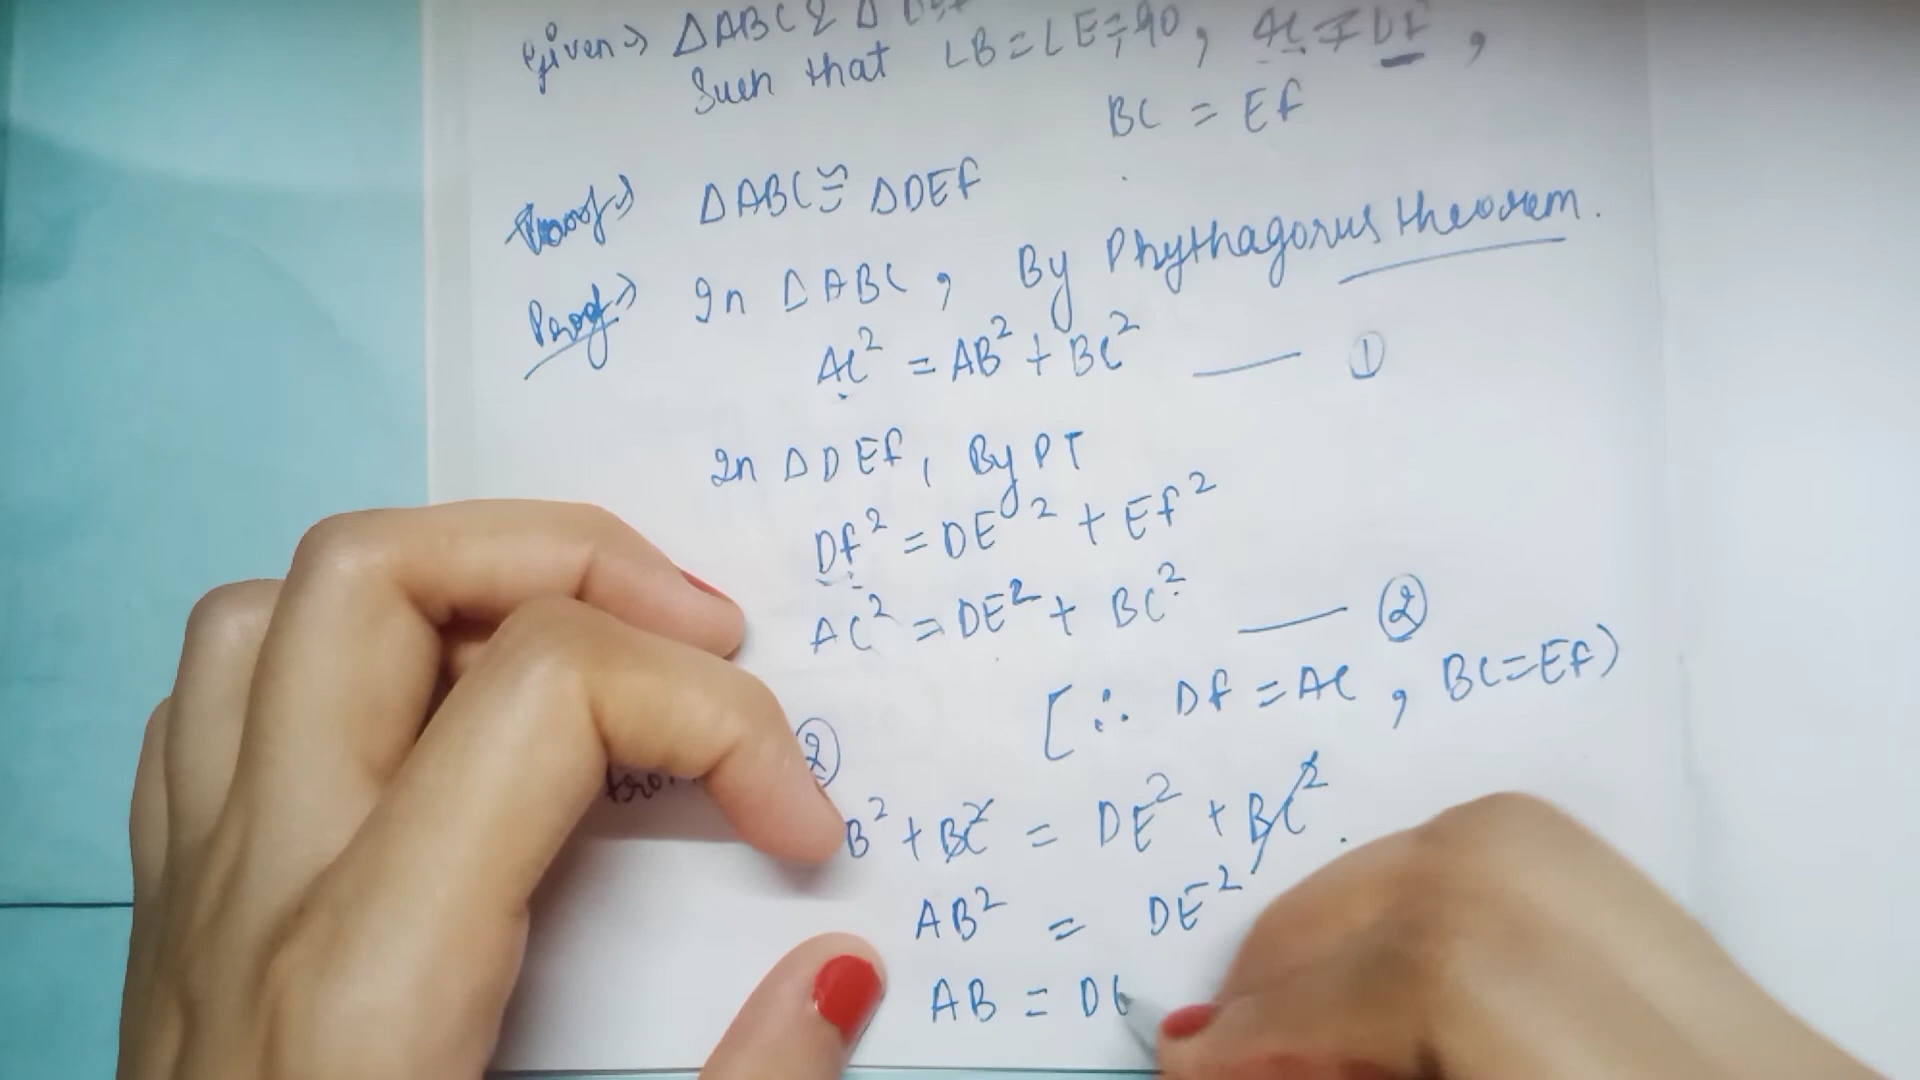 Given → ΔABC & Δ DEF
Such that ∠B = ∠E = 90, AC = DF,
BC = Ef
ΔABC ≅ ΔDEf
Proof → In ΔABC, By Phythagorus theorem.
AC² = AB² + BC² —— ①
In ΔDEf, By PT
Df² = DE² + Ef²
AC² = DE² + BC² —— ②
[∴ Df = AC, BC = Ef)
②
B² + BC² = DE² + BC²
AB² = DE²
AB = D